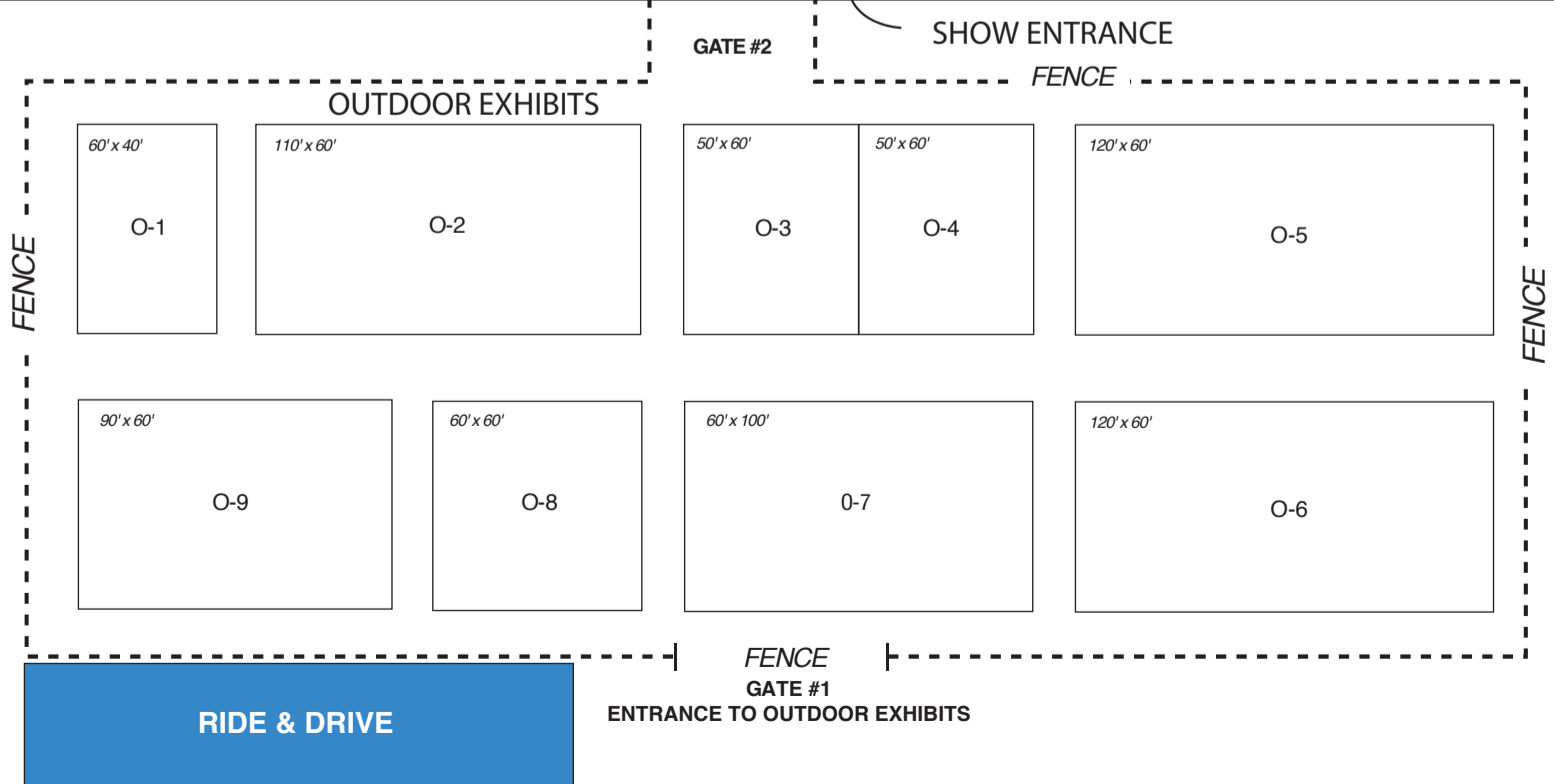 SHOW ENTRANCE
GATE #2
FENCE
OUTDOOR EXHIBITS
60' x 40'
O-1
110' x 60'
O-2
50' x 60'
O-3
50' x 60'
O-4
120' x 60'
O-5
FENCE
FENCE
90' x 60'
O-9
60' x 60'
O-8
60' x 100'
0-7
120' x 60'
O-6
FENCE
GATE #1
ENTRANCE TO OUTDOOR EXHIBITS
RIDE & DRIVE